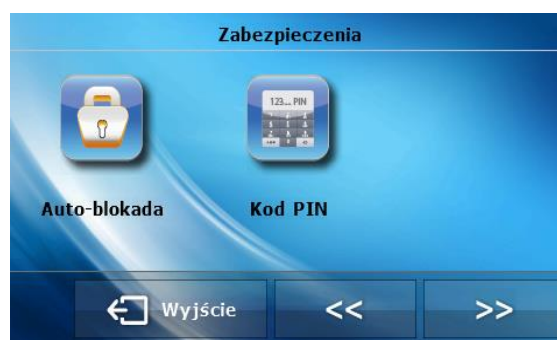 Zabezpieczenia
123... PIN
Auto-blokada
Kod PIN
Wyjście
<<
>>